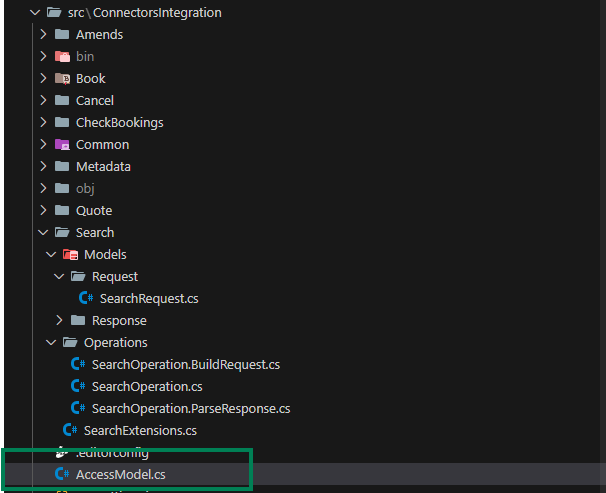 src\ConnectorsIntegration
Amends
bin
Book
Cancel
CheckBookings
Common
Metadata
obj
Quote
Search
Models
Request
C# SearchRequest.cs
Response
Operations
C# SearchOperation.BuildRequest.cs
C# SearchOperation.cs
C# SearchOperation.ParseResponse.cs
C# SearchExtensions.cs
.editorconfig
C# AccessModel.cs